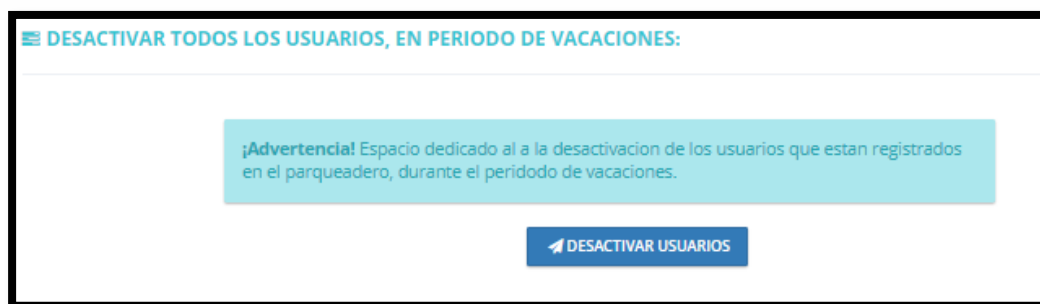 DESACTIVAR TODOS LOS USUARIOS, EN PERIODO DE VACACIONES:
¡Advertencia! Espacio dedicado al a la desactivacion de los usuarios que estan registrados
en el parqueadero, durante el peridodo de vacaciones.
DESACTIVAR USUARIOS